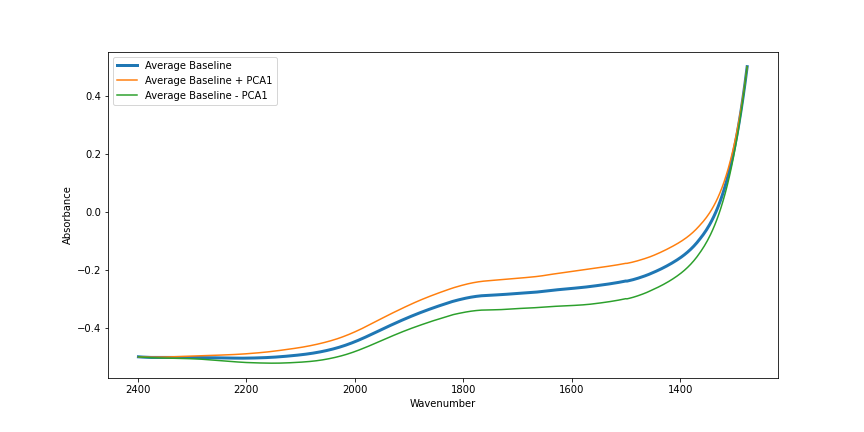 Average Baseline
Average Baseline + PCA1
Average Baseline - PCA1
Absorbance
0.4
0.2
0.0
−0.2
−0.4
2400 2200 2000 1800 1600 1400
Wavenumber